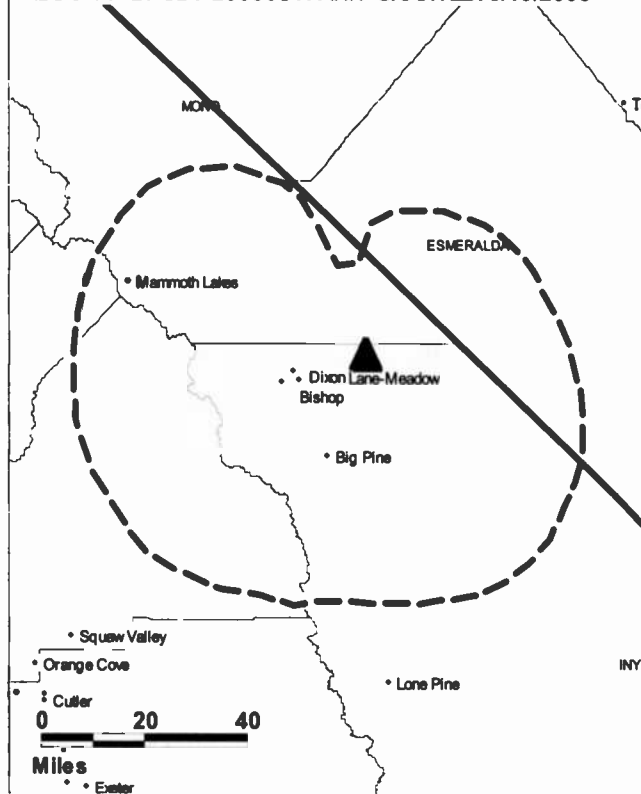 MONO
T
ESMERALDA
Mammoth Lakes
Dixon Lane-Meadow
Bishop
Big Pine
Squaw Valley
Orange Cove
INY
Lone Pine
Cutler
0 20 40
Miles
Exeter